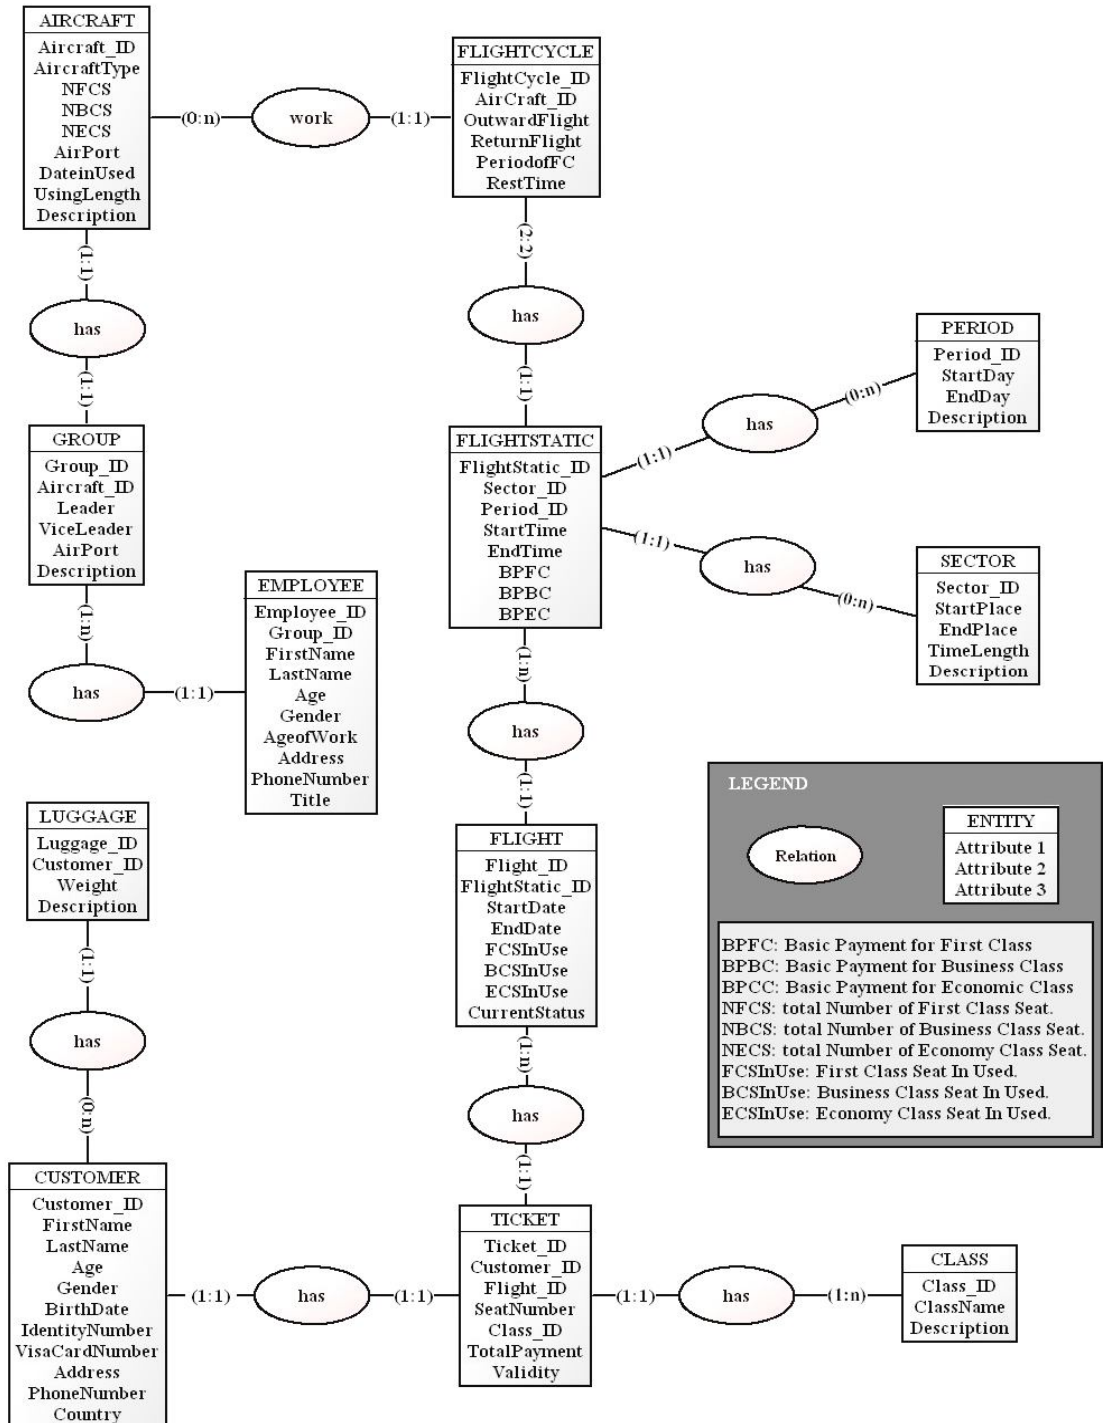 AIRCRAFT
Aircraft_ID
AircraftType
NFCS
NBCS
NECS
AirPort
DateinUsed
UsingLength
Description
(0:n)
work
(1:1)
FLIGHTCYCLE
FlightCycle_ID
AirCraft_ID
OutwardFlight
ReturnFlight
PeriodofFC
RestTime
(1:1)
has
(1:1)
(2:2)
has
(1:1)
GROUP
Group_ID
Aircraft_ID
Leader
ViceLeader
AirPort
Description
(1:n)
has
(1:1)
EMPLOYEE
Employee_ID
Group_ID
FirstName
LastName
Age
Gender
AgeofWork
Address
PhoneNumber
Title
FLIGHTSTATIC
FlightStatic_ID
Sector_ID
Period_ID
StartTime
EndTime
BPFC
BPBC
BPEC
(1:1)
has
(0:n)
PERIOD
Period_ID
StartDay
EndDay
Description
(1:1)
has
(0:n)
SECTOR
Sector_ID
StartPlace
EndPlace
TimeLength
Description
(1:n)
has
(1:1)
FLIGHT
Flight_ID
FlightStatic_ID
StartDate
EndDate
FCSInUse
BCSInUse
ECSInUse
CurrentStatus
(1:n)
has
(1:1)
LUGGAGE
Luggage_ID
Customer_ID
Weight
Description
(1:1)
has
(0:n)
CUSTOMER
Customer_ID
FirstName
LastName
Age
Gender
BirthDate
IdentityNumber
VisaCardNumber
Address
PhoneNumber
Country
(1:1)
has
(1:1)
TICKET
Ticket_ID
Customer_ID
Flight_ID
SeatNumber
Class_ID
TotalPayment
Validity
(1:1)
has
(1:n)
CLASS
Class_ID
ClassName
Description
LEGEND
Relation
ENTITY
Attribute 1
Attribute 2
Attribute 3
BPFC: Basic Payment for First Class
BPBC: Basic Payment for Business Class
BPCC: Basic Payment for Economic Class
NFCS: total Number of First Class Seat.
NBCS: total Number of Business Class Seat.
NECS: total Number of Economy Class Seat.
FCSInUse: First Class Seat In Used.
BCSInUse: Business Class Seat In Used.
ECSInUse: Economy Class Seat In Used.